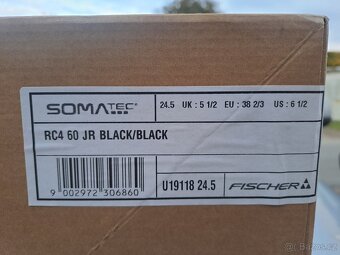 SOMATEC
24.5 UK : 5 1/2 EU : 38 2/3 US : 6 1/2
RC4 60 JR BLACK/BLACK
9 002972 306860
U19118 24.5
FISCHER